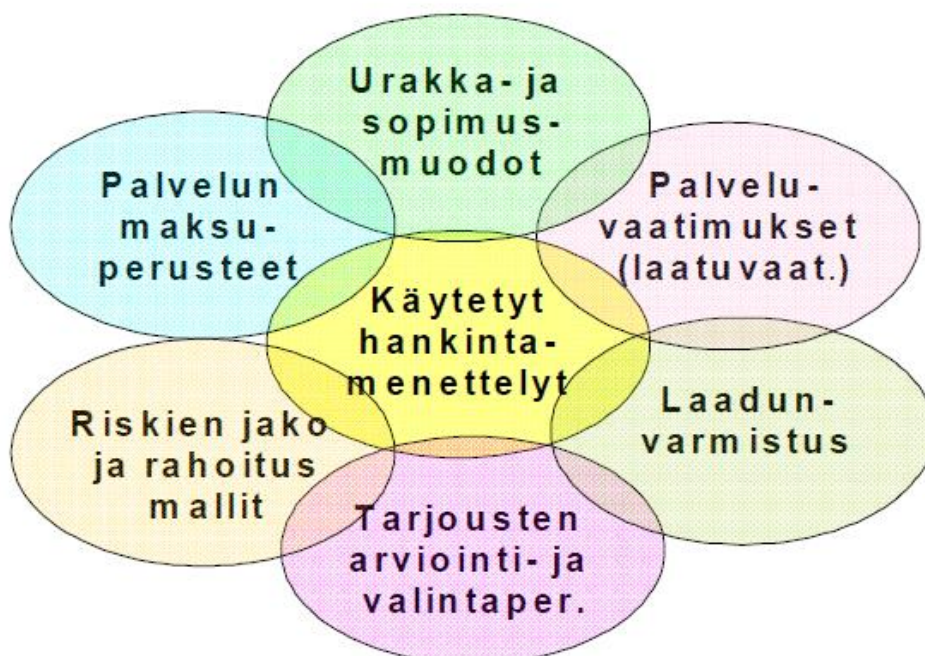 Urakka- ja
sopimus-
muodot
Palvelun
maksu-
perusteet
Palvelu-
vaatimukset
(laatuvaat.)
Käytetyt
hankinta-
menettelyt
Riskien jako
ja rahoitus
mallit
Laadun-
varmistus
Tarjousten
arviointi- ja
valintaper.